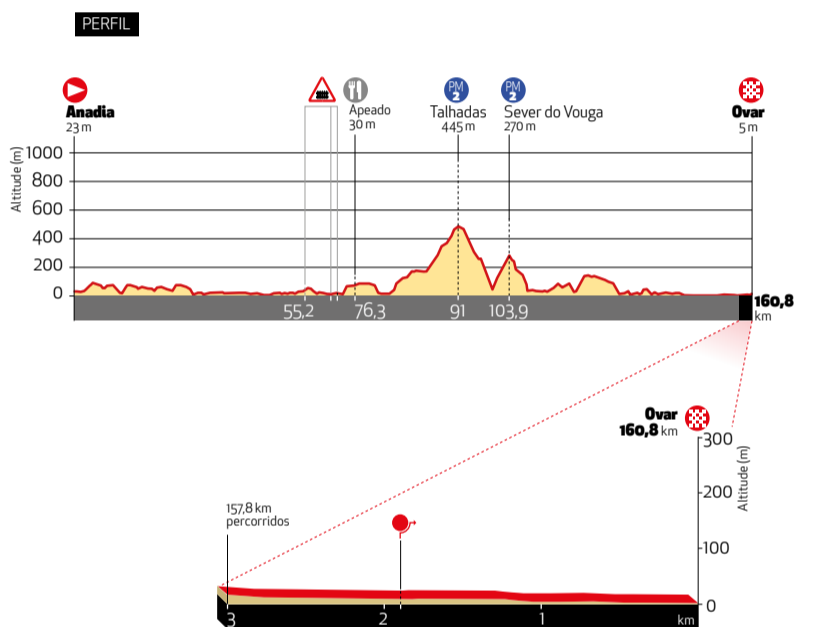 PERFIL
Anadia
23 m
Apeado
30 m
PM
2
Talhadas
445 m
PM
2
Sever do Vouga
270 m
Ovar
5 m
Altitude (m)
1000
800
600
400
200
0
55,2
76,3
91
103,9
160,8
km
Ovar
160,8 km
157,8 km
percorridos
300
200
100
0
Altitude (m)
3
2
1
km